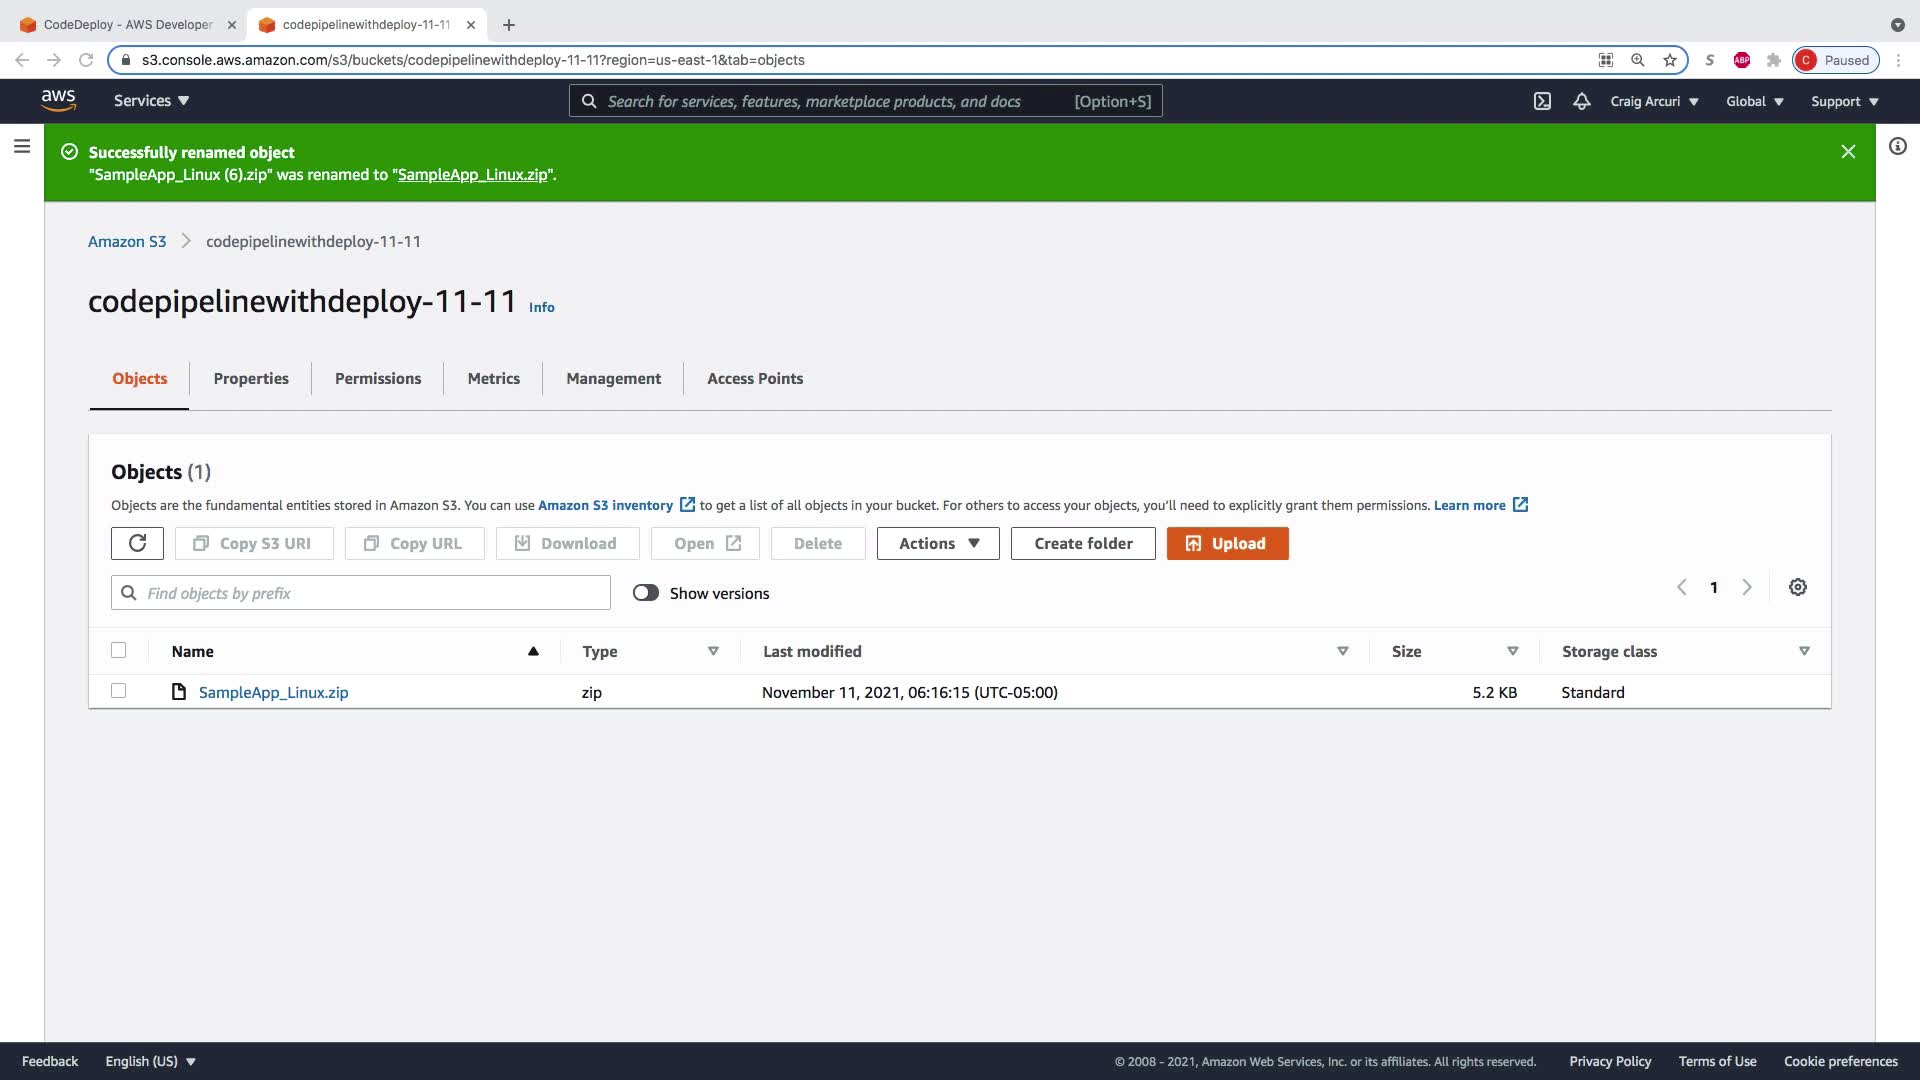 CodeDeploy - AWS Developer
codepipelinewithdeploy-11-11
s3.console.aws.amazon.com/s3/buckets/codepipelinewithdeploy-11-11?region=us-east-1&tab=objects
S
ABP
C Paused
aws
Services
Search for services, features, marketplace products, and docs [Option+S]
Craig Arcuri
Global
Support
Successfully renamed object
"SampleApp_Linux (6).zip" was renamed to "SampleApp_Linux.zip".
Amazon S3
codepipelinewithdeploy-11-11
codepipelinewithdeploy-11-11 Info
Objects
Properties
Permissions
Metrics
Management
Access Points
Objects (1)
Objects are the fundamental entities stored in Amazon S3. You can use Amazon S3 inventory to get a list of all objects in your bucket. For others to access your objects, you'll need to explicitly grant them permissions. Learn more
Copy S3 URI
Copy URL
Download
Open
Delete
Actions
Create folder
Upload
Find objects by prefix
Show versions
1
Name
Type
Last modified
Size
Storage class
SampleApp_Linux.zip
zip
November 11, 2021, 06:16:15 (UTC-05:00)
5.2 KB
Standard
Feedback
English (US)
© 2008 - 2021, Amazon Web Services, Inc. or its affiliates. All rights reserved.
Privacy Policy
Terms of Use
Cookie preferences